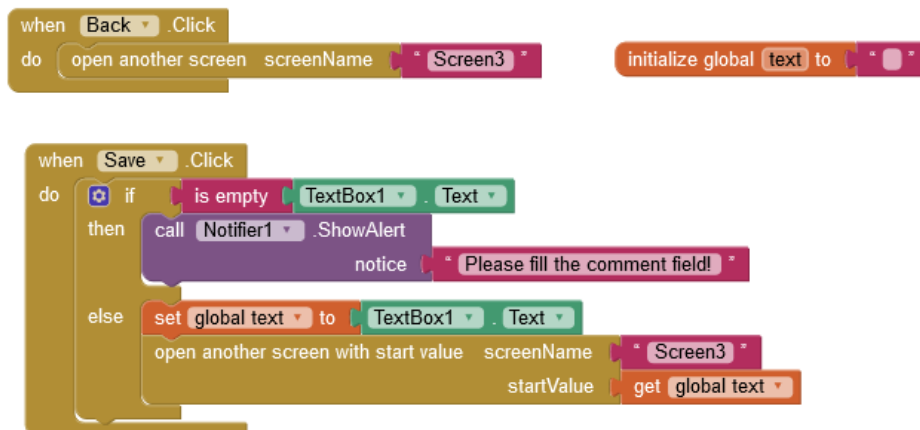 when Back .Click
do open another screen screenName " Screen3 "
initialize global text to " "
when Save .Click
do if is empty TextBox1 . Text
then call Notifier1 .ShowAlert
notice " Please fill the comment field! "
else set global text to TextBox1 . Text
open another screen with start value screenName " Screen3 "
startValue get global text